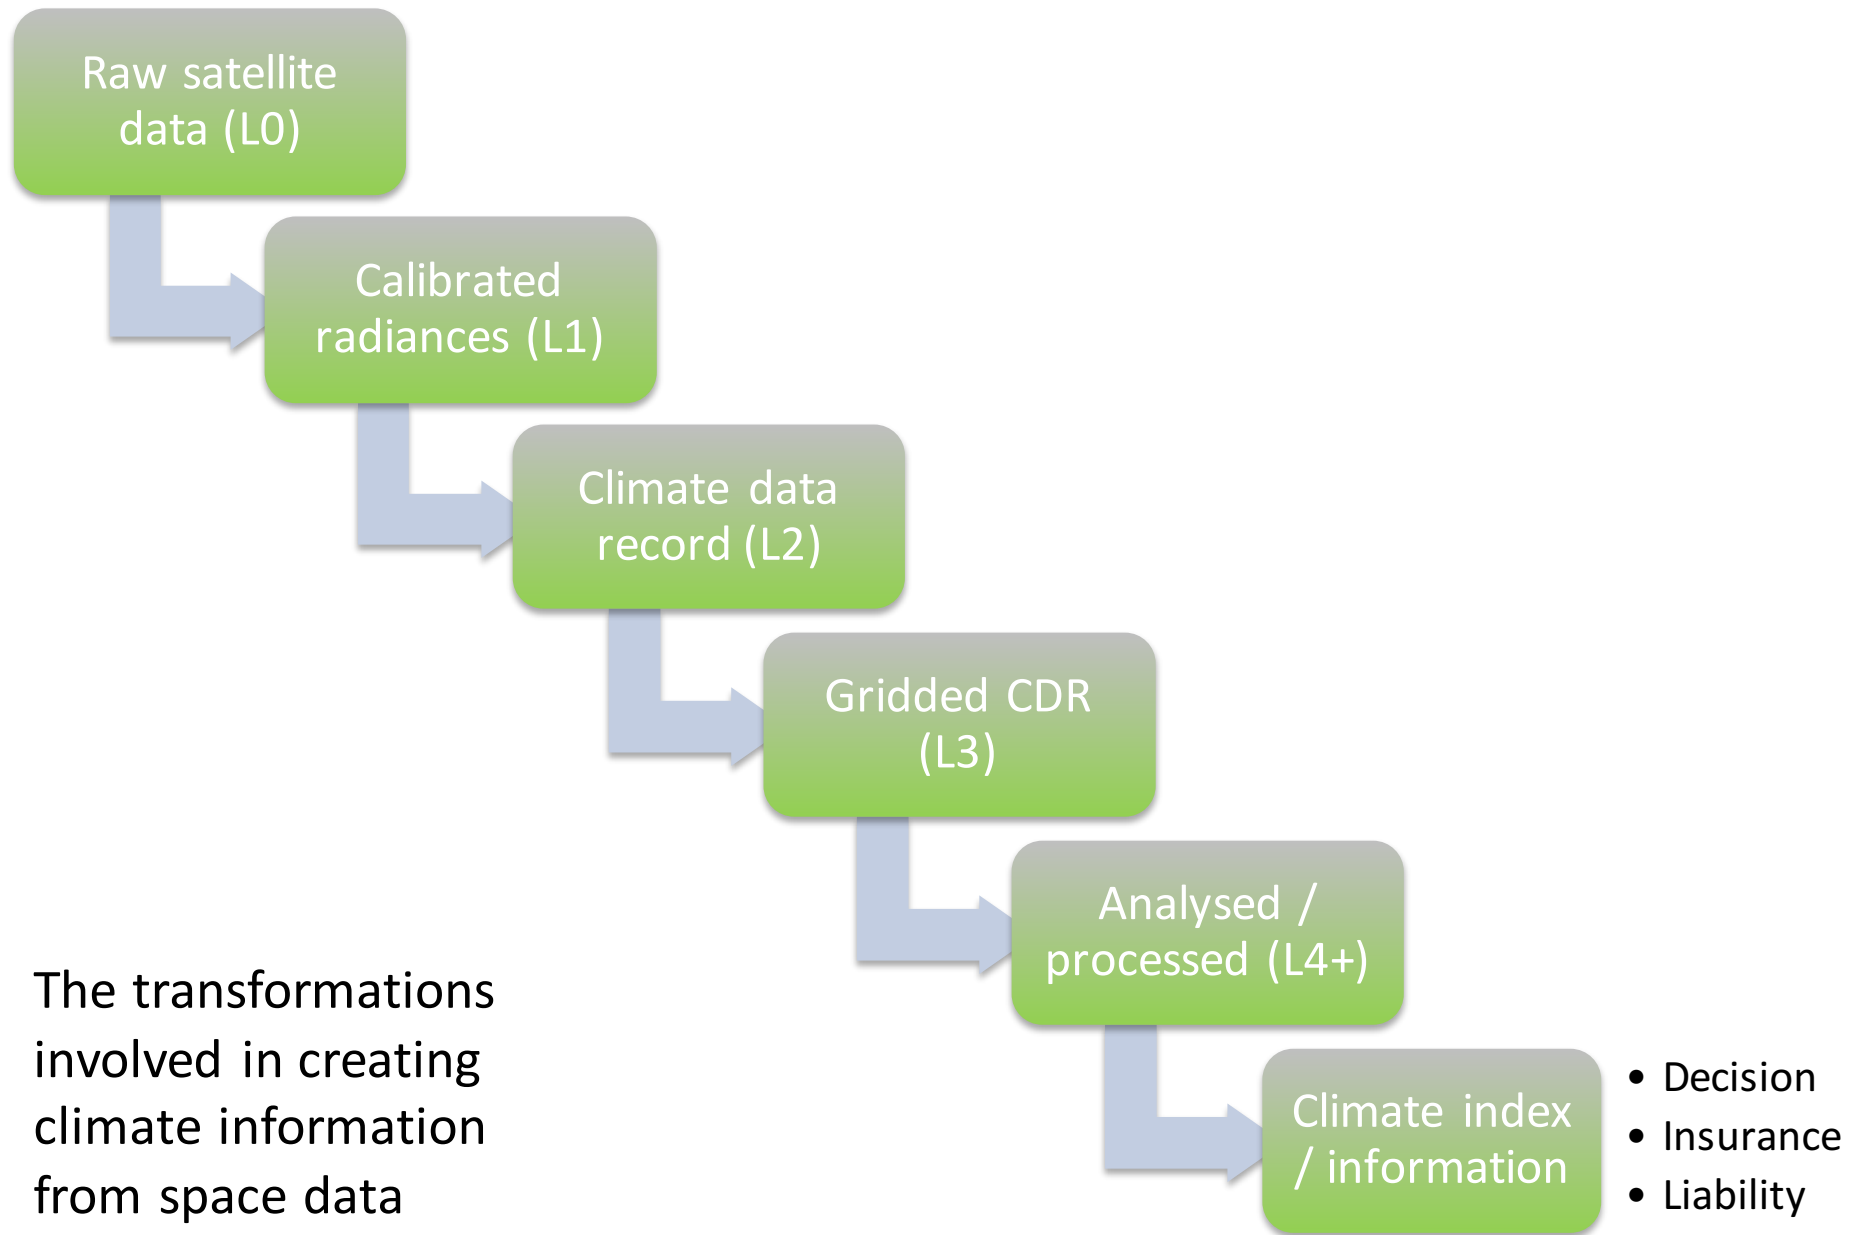 Raw satellite
data (L0)
Calibrated
radiances (L1)
Climate data
record (L2)
Gridded CDR
(L3)
Analysed /
processed (L4+)
Climate index
/ information
• Decision
• Insurance
• Liability
The transformations
involved in creating
climate information
from space data